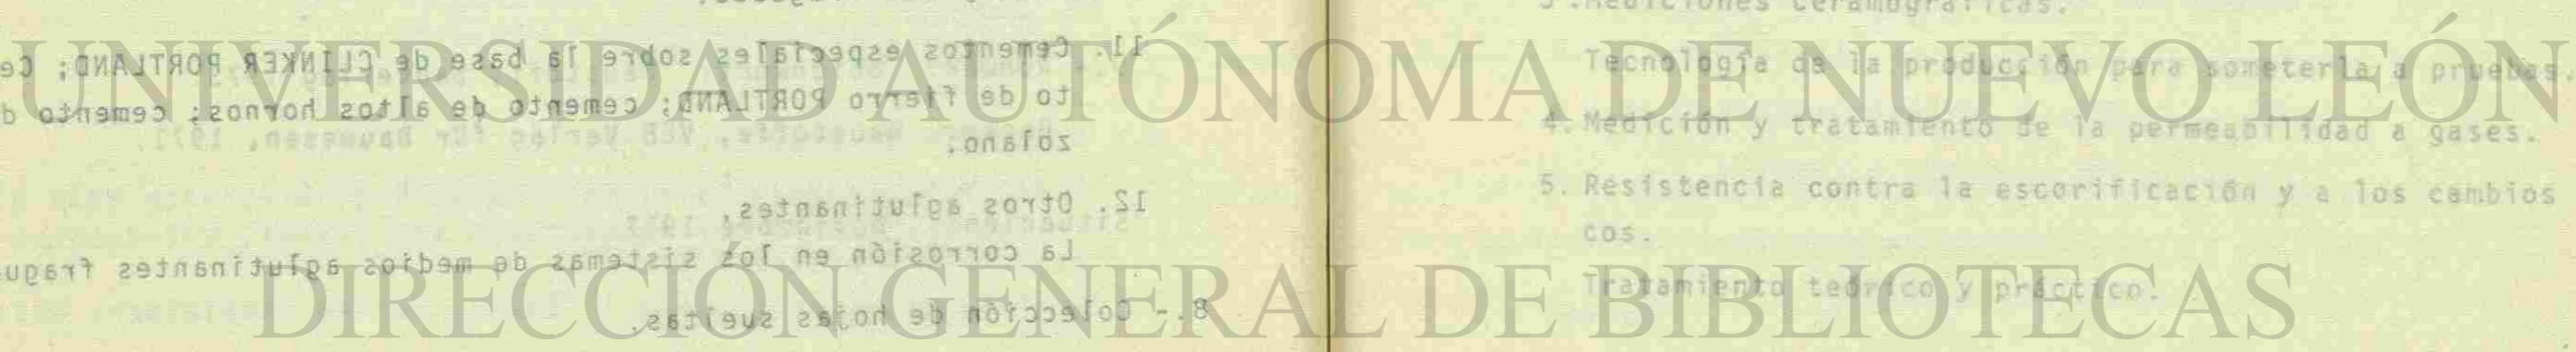 11. Cementos especiales sobre la base de CLINKER PORTLAND; Ce
to de fierro PORTLAND; cemento de altos hornos; cemento d
zolano,
12. Otros aglutinantes,
La corrosión en los sistemas de medios aglutinantes fragu
8.- Colección de hojas sueltas.
3.Mediciones ceramográficas.
Tecnología de la producción para someterla a pruebas.
4. Medición y tratamiento de la permeabilidad a gases.
5. Resistencia contra la escorificación y a los cambios
cos.
Tratamiento teórico y práctico.
UNIVERSIDAD AUTÓNOMA DE NUEVO LEÓN
DIRECCIÓN GENERAL DE BIBLIOTECAS